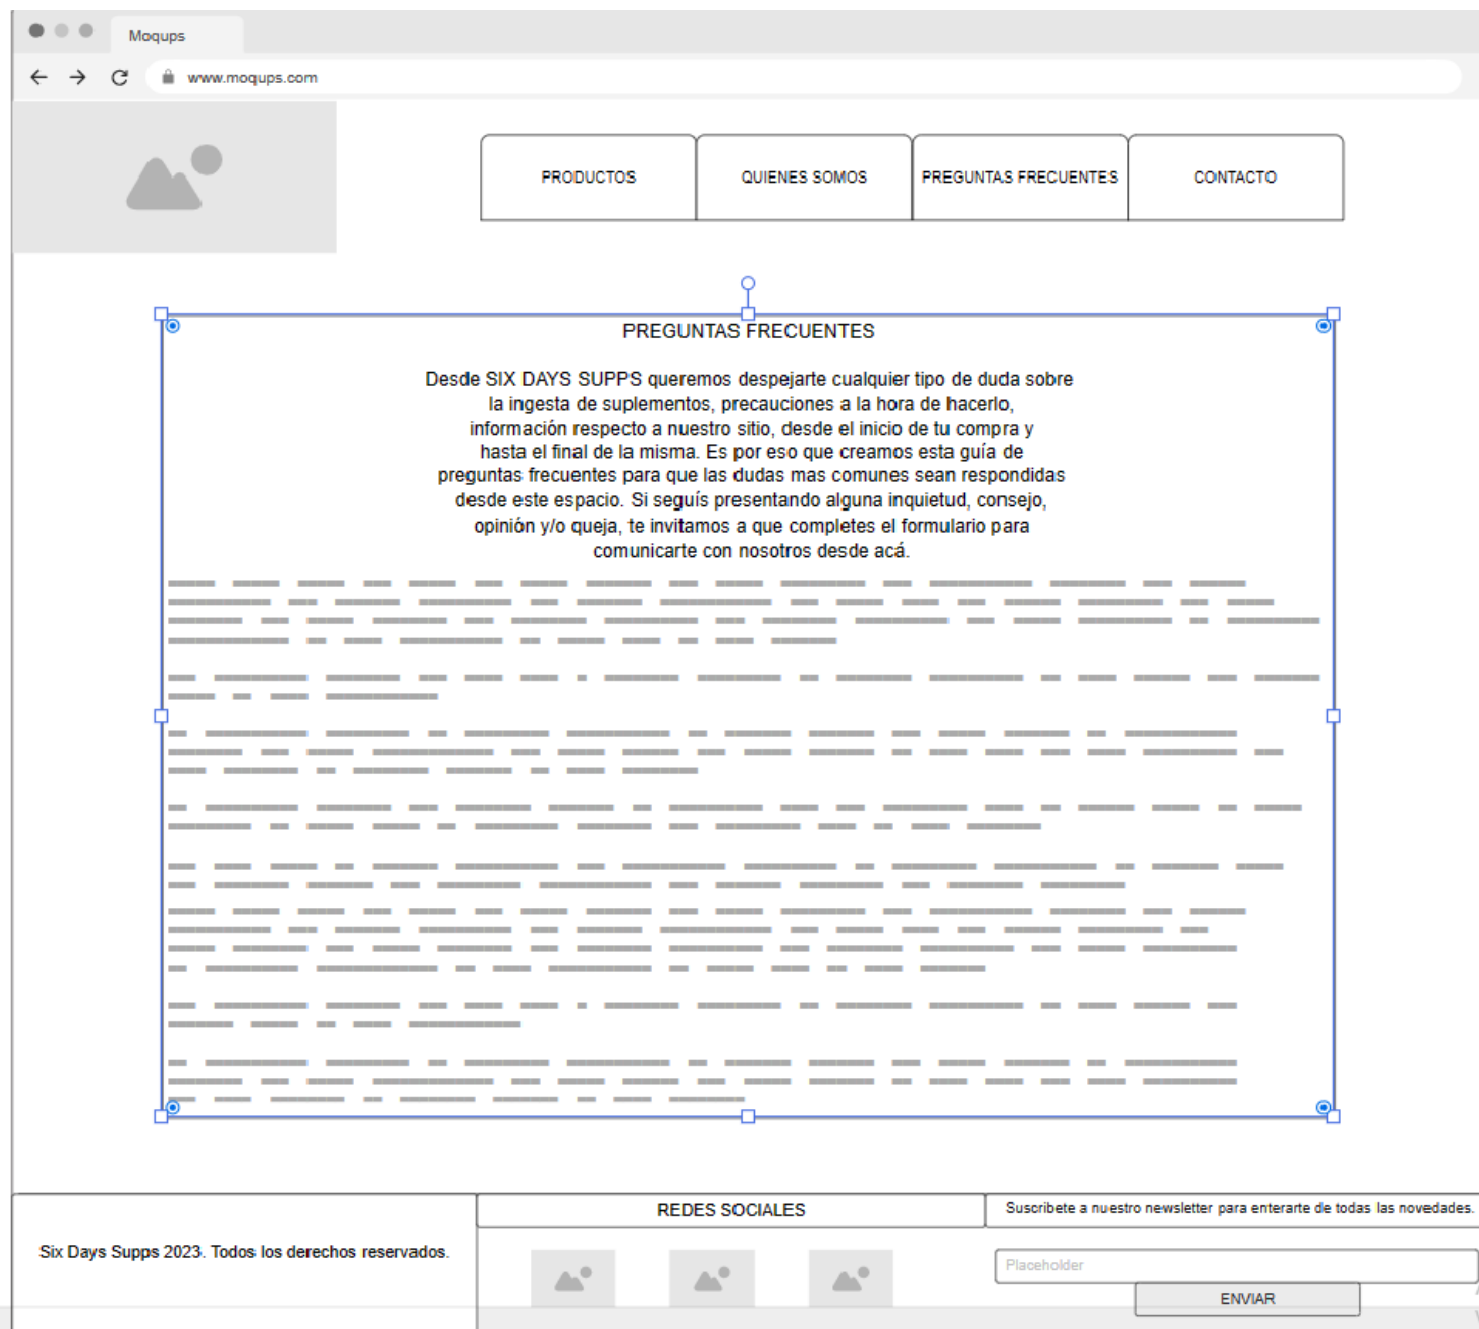 Moqups
www.moqups.com
PRODUCTOS
QUIENES SOMOS
PREGUNTAS FRECUENTES
CONTACTO
PREGUNTAS FRECUENTES
Desde SIX DAYS SUPPS queremos despejarte cualquier tipo de duda sobre
la ingesta de suplementos, precauciones a la hora de hacerlo,
información respecto a nuestro sitio, desde el inicio de tu compra y
hasta el final de la misma. Es por eso que creamos esta guía de
preguntas frecuentes para que las dudas mas comunes sean respondidas
desde este espacio. Si seguís presentando alguna inquietud, consejo,
opinión y/o queja, te invitamos a que completes el formulario para
comunicarte con nosotros desde acá.
Six Days Supps 2023. Todos los derechos reservados.
REDES SOCIALES
Suscribete a nuestro newsletter para enterarte de todas las novedades.
Placeholder
ENVIAR